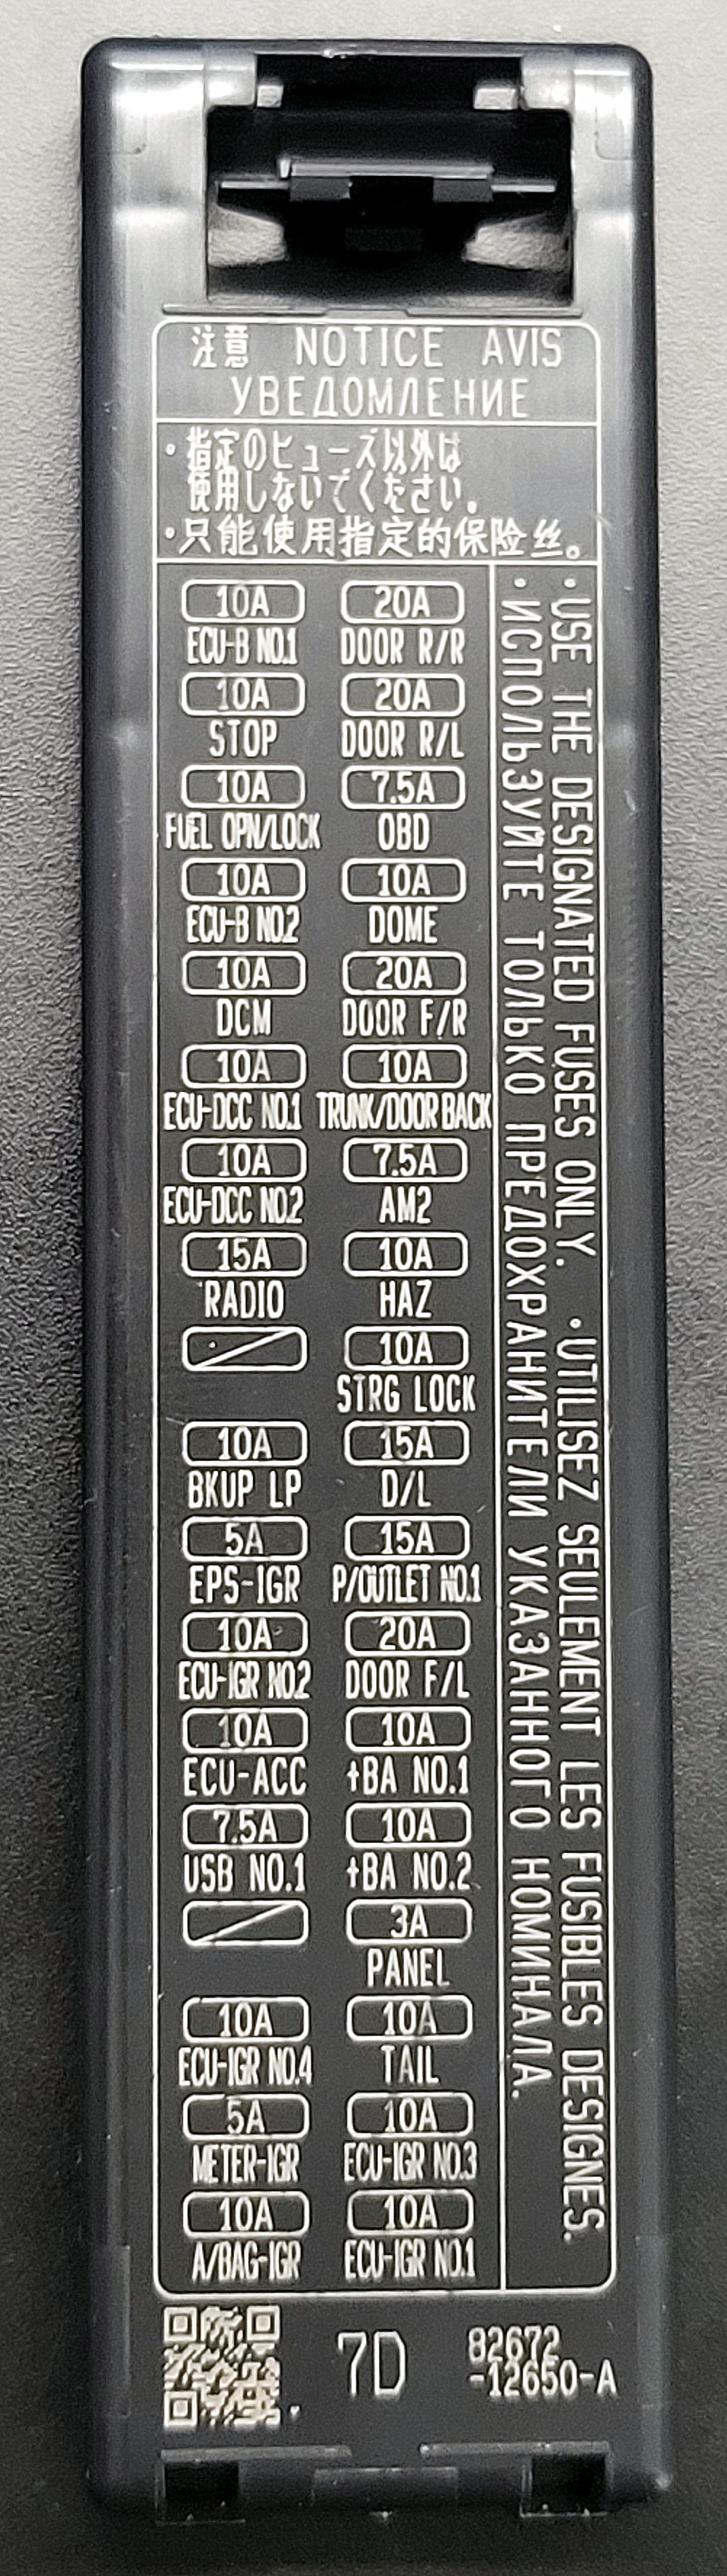 注意 NOTICE AVIS
УВЕДОМЛЕНИЕ
・指定のヒューズ以外は
使用しないでください。
・只能使用指定的保险丝。
10A 20A
ECU-B NO.1 DOOR R/R
10A 20A
STOP DOOR R/L
10A 7.5A
FUEL OPN/LOCK OBD
10A 10A
ECU-B NO.2 DOME
10A 20A
DCM DOOR F/R
10A 10A
ECU-DCC NO.1 TRUNK/DOOR BACK
10A 7.5A
ECU-DCC NO.2 AM2
15A 10A
RADIO HAZ
10A
STRG LOCK
10A 15A
BKUP LP D/L
5A 15A
EPS-IGR P/OUTLET NO.1
10A 20A
ECU-IGR NO.2 DOOR F/L
10A 10A
ECU-ACC +BA NO.1
7.5A 10A
USB NO.1 +BA NO.2
3A
PANEL
10A 10A
ECU-IGR NO.4 TAIL
5A 10A
METER-IGR ECU-IGR NO.3
10A 10A
A/BAG-IGR ECU-IGR NO.1
・USE THE DESIGNATED FUSES ONLY. ・UTILISEZ SEULEMENT LES FUSIBLES DESIGNES.
・ИСПОЛЬЗУЙТЕ ТОЛЬКО ПРЕДОХРАНИТЕЛИ УКАЗАННОГО НОМИНАЛА.
7D 82672
-12650-A